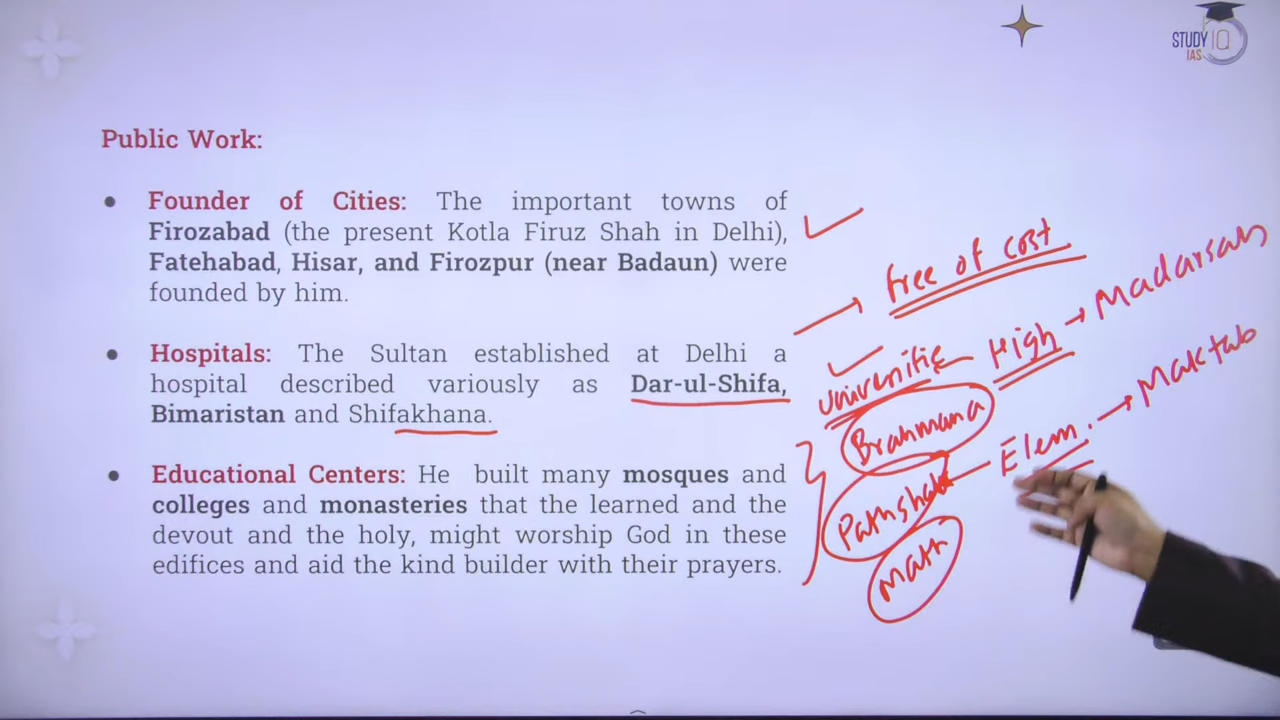 STUDY IQ
IAS
Public Work:
• Founder of Cities: The important towns of
Firozabad (the present Kotla Firuz Shah in Delhi),
Fatehabad, Hisar, and Firozpur (near Badaun) were
founded by him.
• Hospitals: The Sultan established at Delhi a
hospital described variously as Dar-ul-Shifa,
Bimaristan and Shifakhana.
• Educational Centers: He built many mosques and
colleges and monasteries that the learned and the
devout and the holy, might worship God in these
edifices and aid the kind builder with their prayers.
free of cost
High → Madarsah
Brahmana
Elem. → Maktab
Math